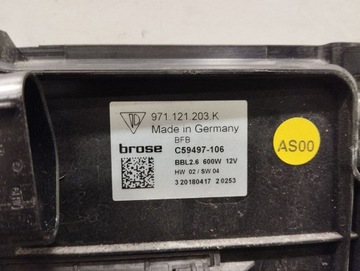 971.121.203.K
Made in Germany
BFB
brose C59497-106
BBL2.6 600W 12V
HW 02 / SW 04
3 20180417 2 0253
AS00